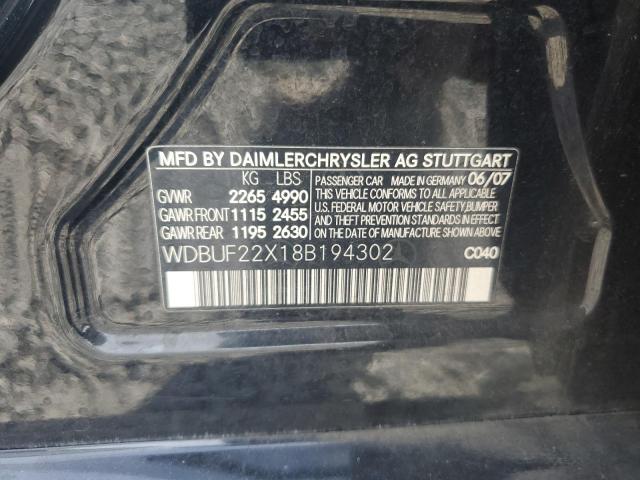 MFD BY DAIMLERCHRYSLER AG STUTTGART
KG LBS PASSENGER CAR MADE IN GERMANY 06/07
GVWR 2265 4990 THIS VEHICLE CONFORMS TO ALL APPLICABLE
GAWR FRONT 1115 2455 U.S. FEDERAL MOTOR VEHICLE SAFETY, BUMPER
GAWR REAR 1195 2630 AND THEFT PREVENTION STANDARDS IN EFFECT
ON THE DATE OF MANUFACTURE SHOWN ABOVE
WDBUF22X18B194302 C040